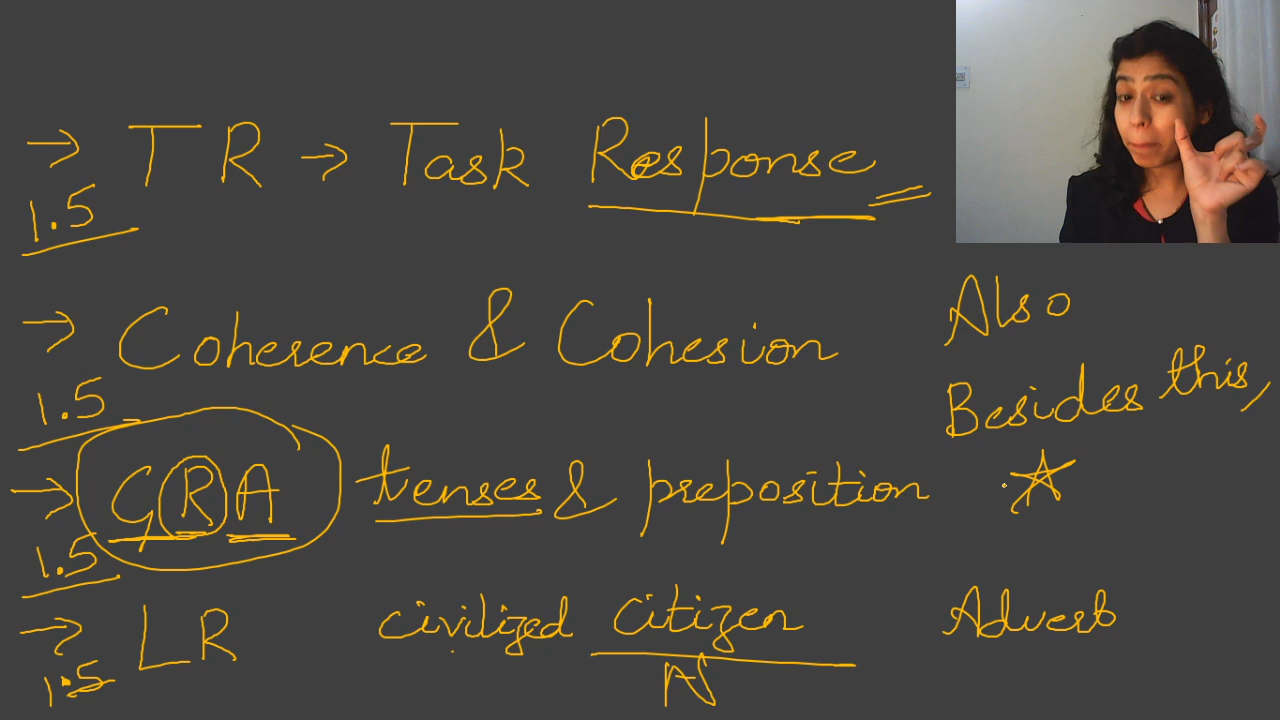 → T R → Task Response
1.5
→ Coherence & Cohesion
Also
1.5
Besides this,
→ GRA tenses & preposition
1.5
→ LR civilized citizen Adverb
1.5 N